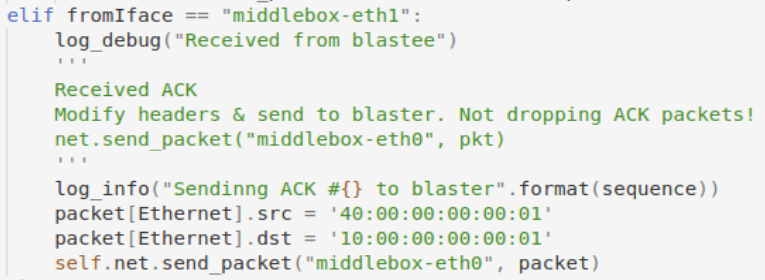 elif fromIface == "middlebox-eth1":
    log_debug("Received from blastee")
    '''
    Received ACK
    Modify headers & send to blaster. Not dropping ACK packets!
    net.send_packet("middlebox-eth0", pkt)
    '''
    log_info("Sendinng ACK #{} to blaster".format(sequence))
    packet[Ethernet].src = '40:00:00:00:00:01'
    packet[Ethernet].dst = '10:00:00:00:00:01'
    self.net.send_packet("middlebox-eth0", packet)